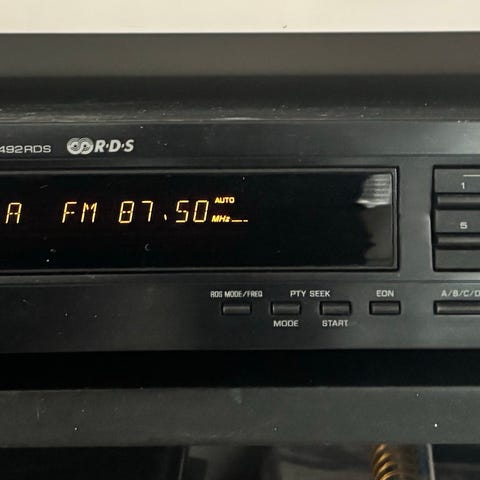 492RDS R·D·S
1
A FM 87.50 AUTO MHz
5
RDS MODE/FREQ PTY SEEK EON A/B/C/D
MODE START